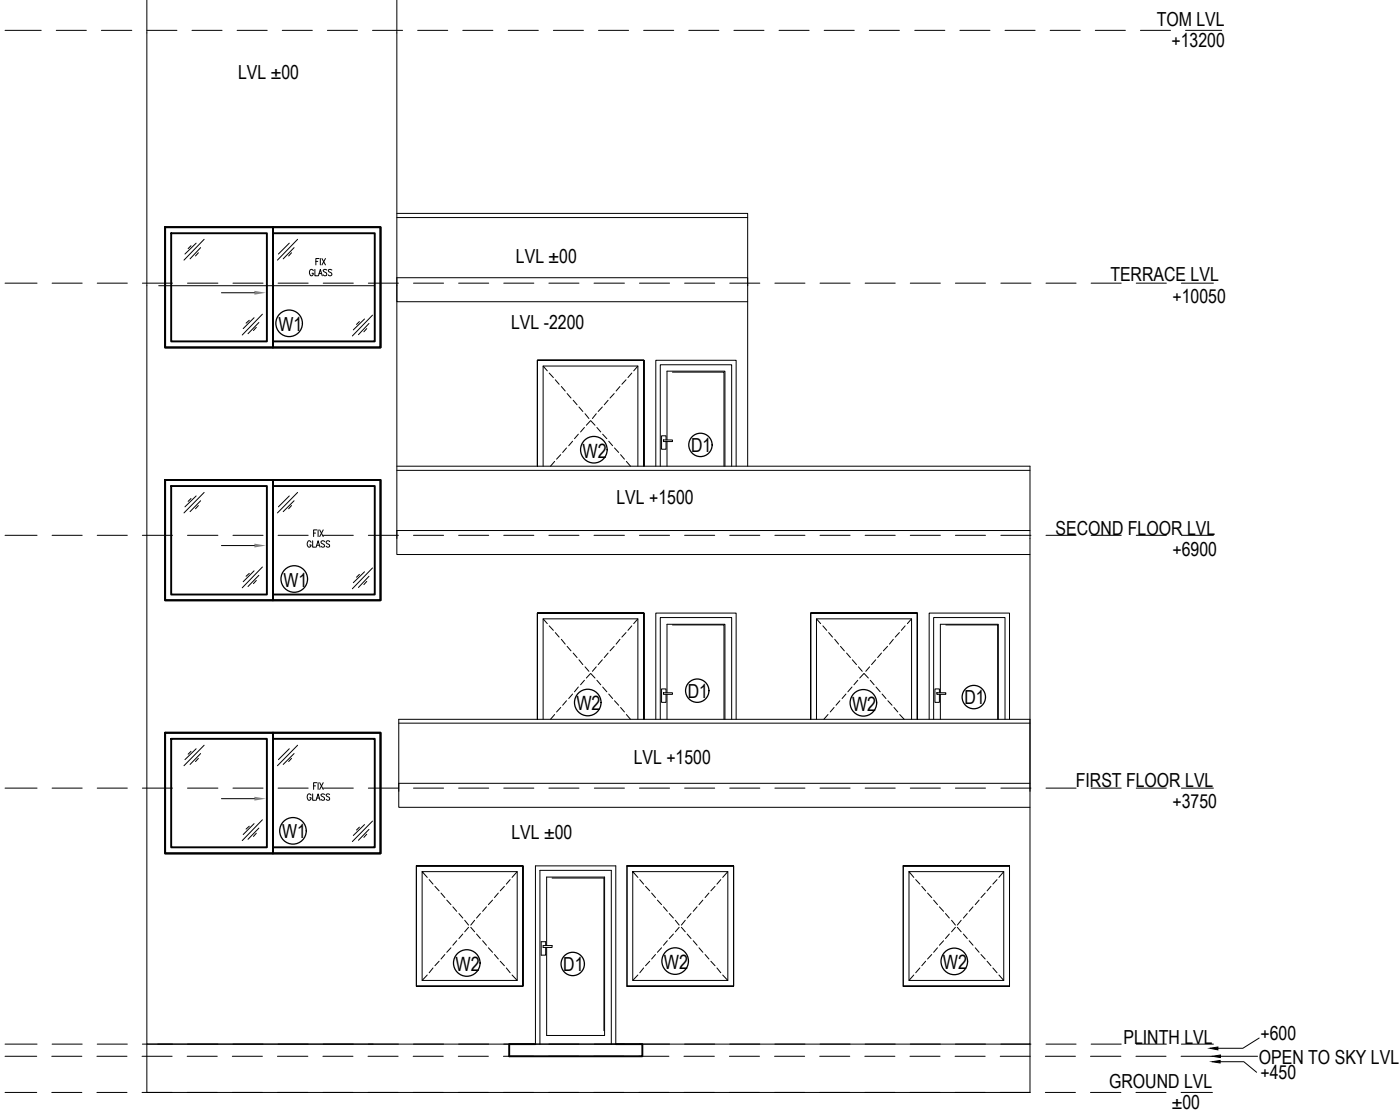 TOM LVL
+13200
LVL ±00
LVL ±00
FIX
GLASS
TERRACE LVL
+10050
W1
LVL -2200
W2
D1
LVL +1500
SECOND FLOOR LVL
+6900
FIX
GLASS
W1
W2
D1
W2
D1
LVL +1500
FIRST FLOOR LVL
+3750
FIX
GLASS
W1
LVL ±00
W2
D1
W2
W2
PLINTH LVL
+600
OPEN TO SKY LVL
+450
GROUND LVL
±00